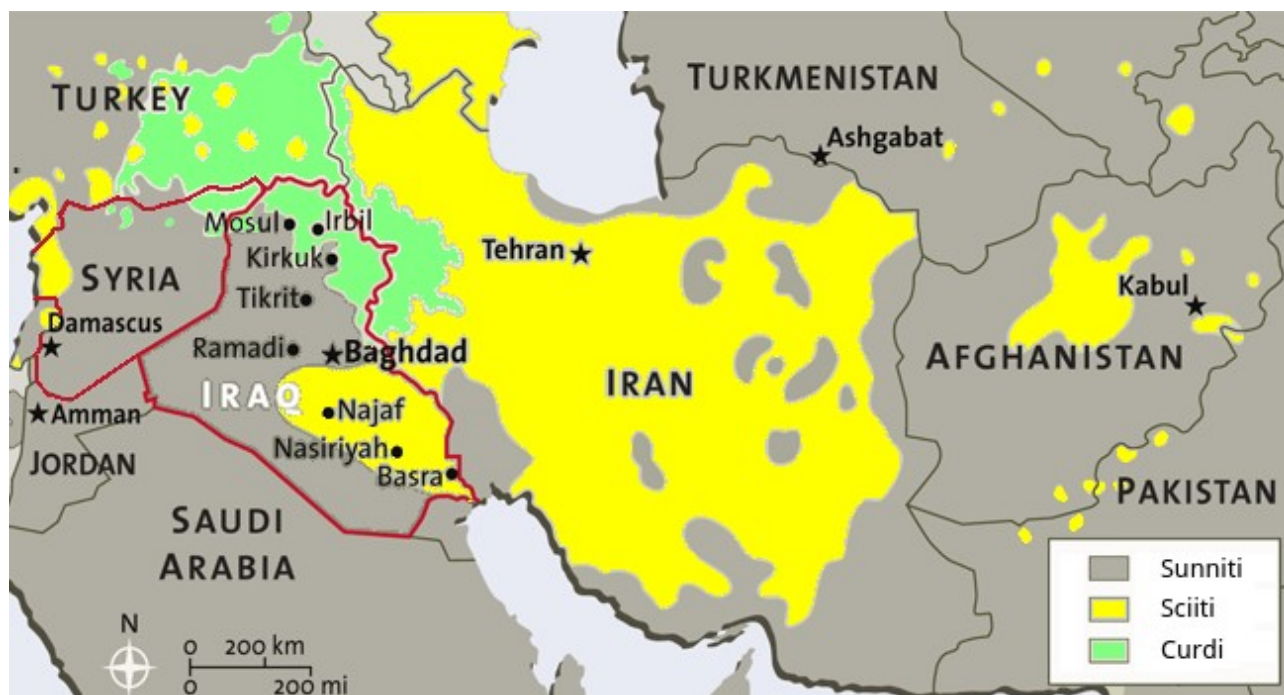 TURKEY
TURKMENISTAN
Ashgabat
Mosul
Irbil
Kirkuk
Tehran
SYRIA
Tikrit
Kabul
Damascus
Ramadi
Baghdad
AFGHANISTAN
IRAQ
IRAN
Najaf
Amman
Nasiriyah
JORDAN
Basra
PAKISTAN
SAUDI
ARABIA
Sunniti
Sciiti
Curdi
N
0 200 km
0 200 mi